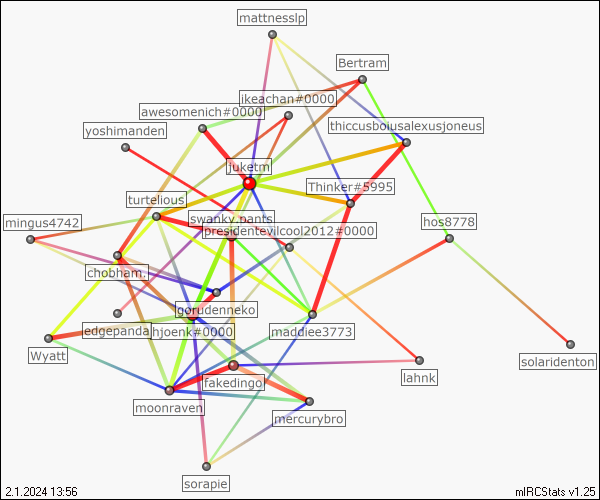 mattnesslp
Bertram
ikeachan#0000
awesomenich#0000
thiccusboiusalexusjoneus
yoshimanden
juketm
Thinker#5995
turtelious
swanky.pants
mingus4742
hos8778
presidentevilcool2012#0000
chobham.
gorudenneko
edgepanda
hjoenk#0000
maddiee3773
Wyatt
solaridenton
lahnk
fakedingo
moonraven
mercurybro
sorapie
2.1.2024 13:56
mIRCStats v1.25